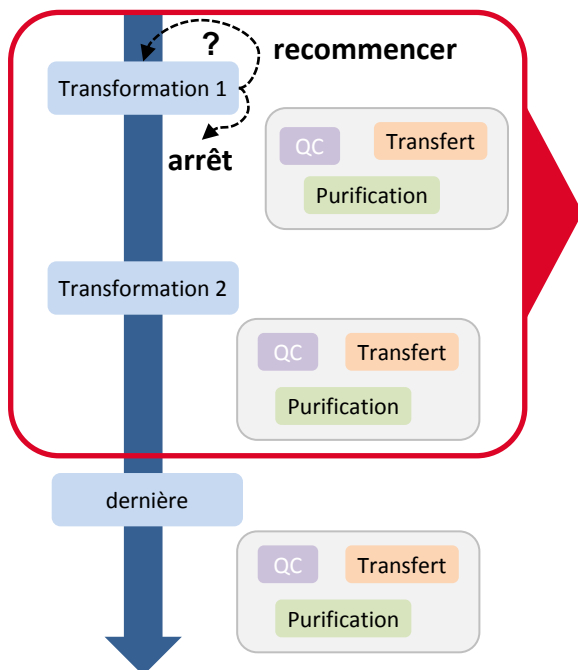 ?
recommencer
Transformation 1
arrêt
QC
Transfert
Purification
Transformation 2
QC
Transfert
Purification
dernière
QC
Transfert
Purification